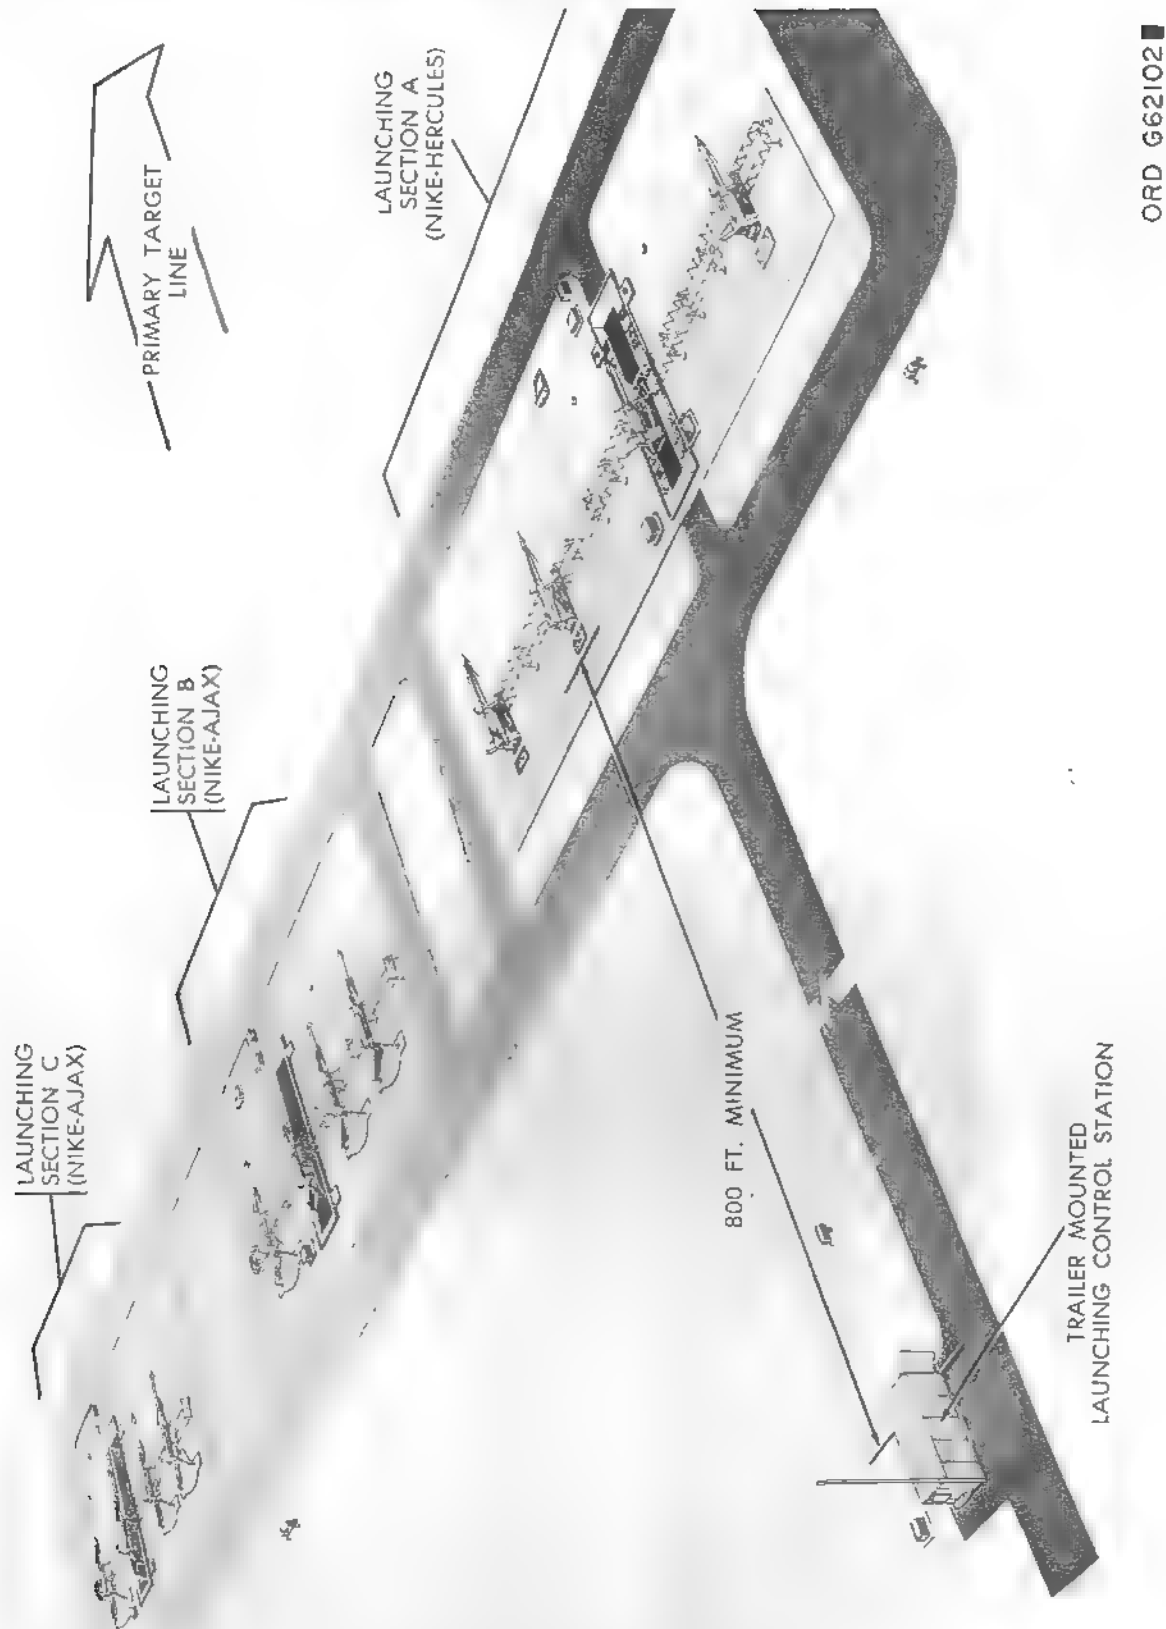 PRIMARY TARGET
LINE
LAUNCHING
SECTION A
(NIKE-HERCULES)
LAUNCHING
SECTION B
(NIKE-AJAX)
LAUNCHING
SECTION C
(NIKE-AJAX)
800 FT. MINIMUM
TRAILER MOUNTED
LAUNCHING CONTROL STATION
ORD G62102